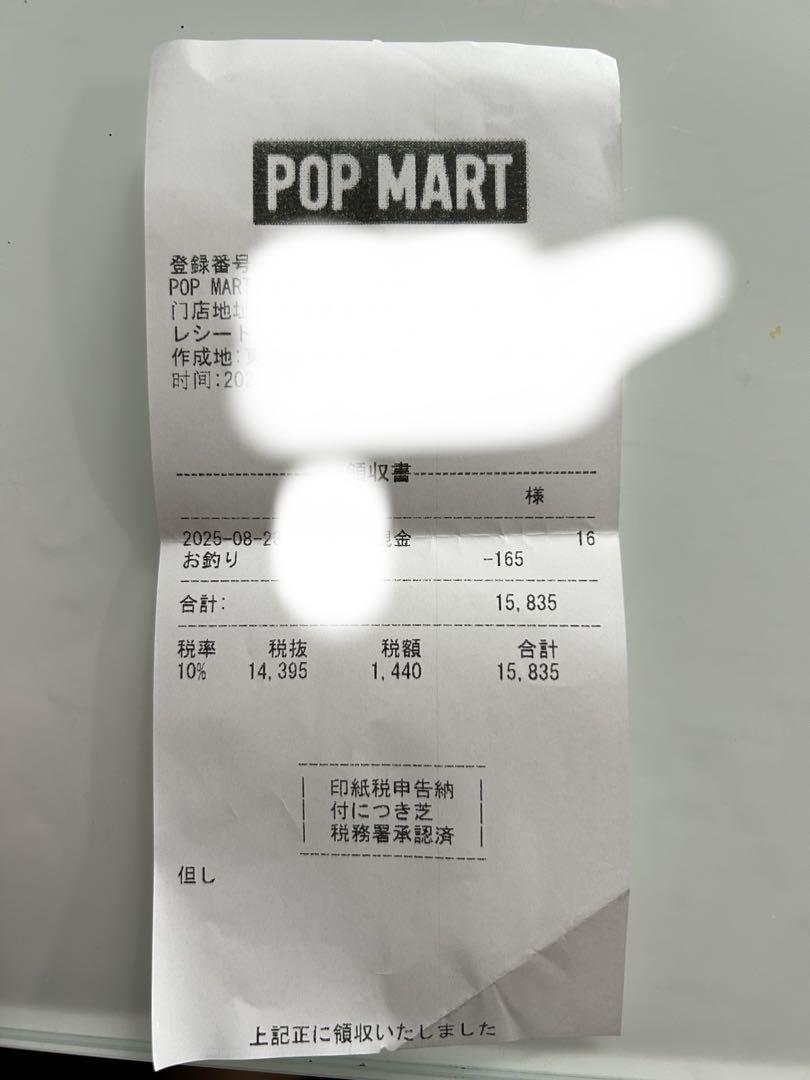 POP MART
登録番号
POP MART
门店地址
レシート
作成地:
时间:202
領収書
様
2025-08-2 現金 16
お釣り -165
合計: 15,835
税率 税抜 税額 合計
10% 14,395 1,440 15,835
印紙税申告納
付につき芝
税務署承認済
但し
上記正に領収いたしました